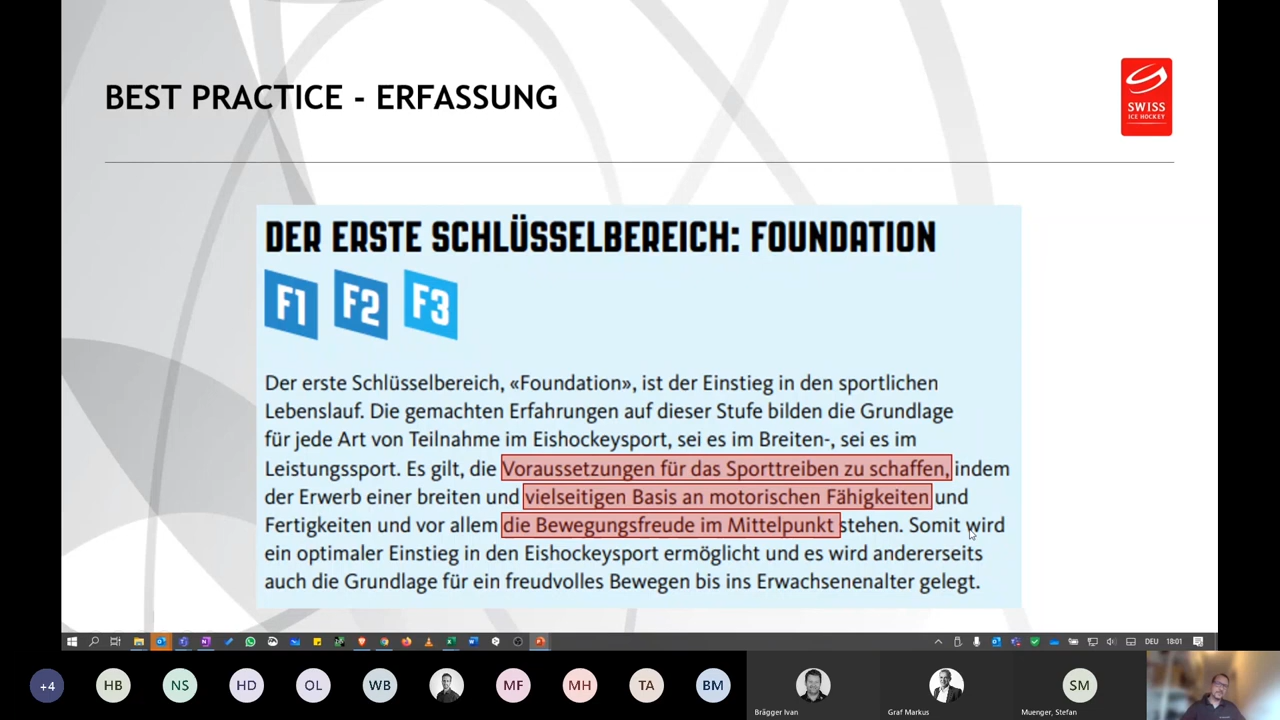 BEST PRACTICE - ERFASSUNG
SWISS
ICE HOCKEY
DER ERSTE SCHLÜSSELBEREICH: FOUNDATION
F1 F2 F3
Der erste Schlüsselbereich, «Foundation», ist der Einstieg in den sportlichen
Lebenslauf. Die gemachten Erfahrungen auf dieser Stufe bilden die Grundlage
für jede Art von Teilnahme im Eishockeysport, sei es im Breiten-, sei es im
Leistungssport. Es gilt, die Voraussetzungen für das Sporttreiben zu schaffen, indem
der Erwerb einer breiten und vielseitigen Basis an motorischen Fähigkeiten und
Fertigkeiten und vor allem die Bewegungsfreude im Mittelpunkt stehen. Somit wird
ein optimaler Einstieg in den Eishockeysport ermöglicht und es wird andererseits
auch die Grundlage für ein freudvolles Bewegen bis ins Erwachsenenalter gelegt.
DEU 18:01
+4 HB NS HD OL WB MF MH TA BM SM
Brägger Ivan
Graf Markus
Muenger, Stefan